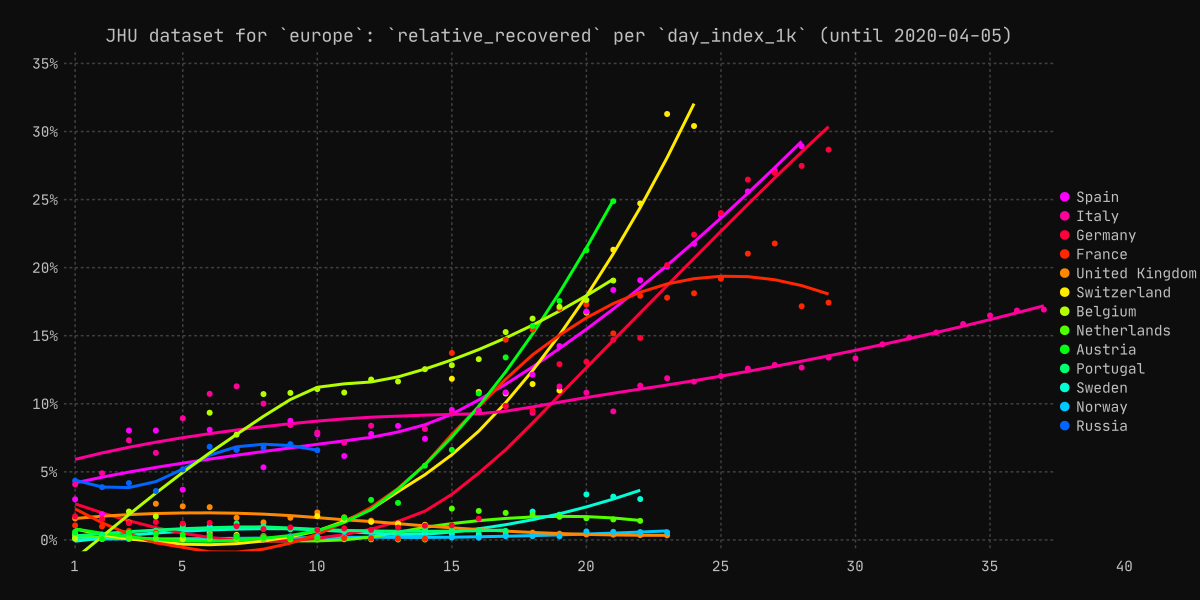 JHU dataset for `europe`: `relative_recovered` per `day_index_1k` (until 2020-04-05)
35%
30%
25%
20%
15%
10%
5%
0%
1 5 10 15 20 25 30 35 40
Spain
Italy
Germany
France
United Kingdom
Switzerland
Belgium
Netherlands
Austria
Portugal
Sweden
Norway
Russia